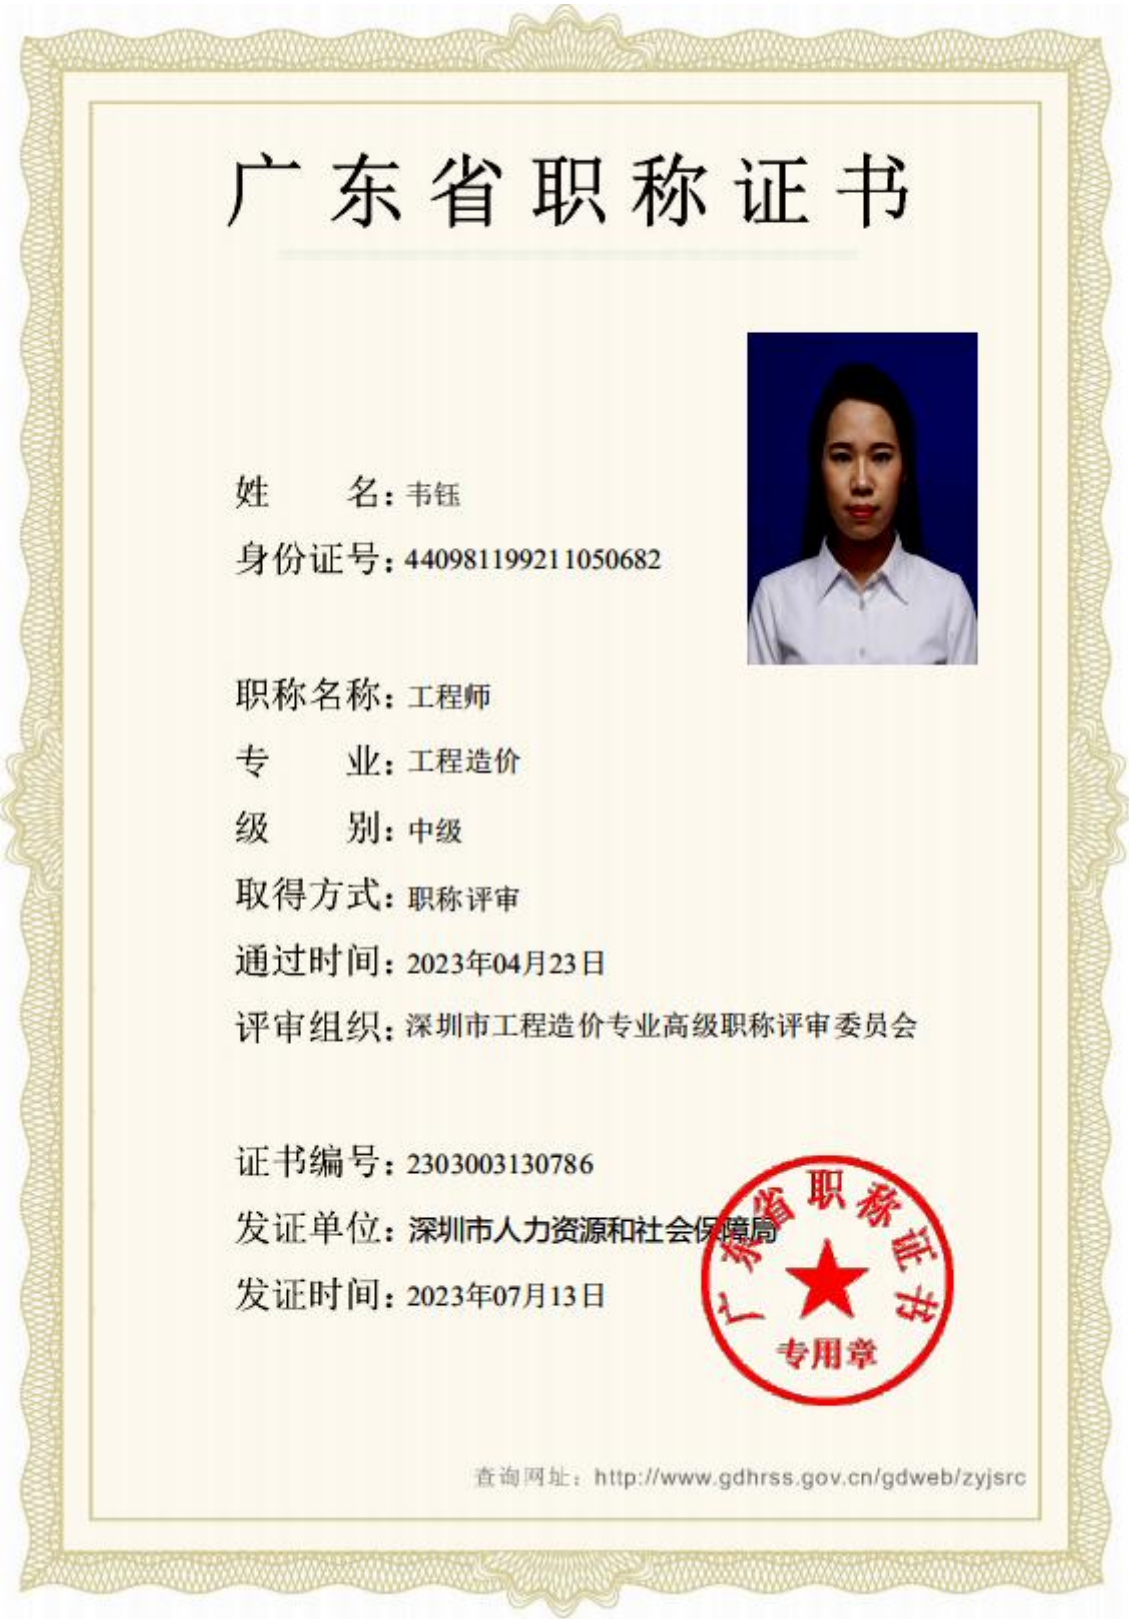 广东省职称证书
姓 名：韦钰
身份证号：440981199211050682
职称名称：工程师
专 业：工程造价
级 别：中级
取得方式：职称评审
通过时间：2023年04月23日
评审组织：深圳市工程造价专业高级职称评审委员会
证书编号：2303003130786
发证单位：深圳市人力资源和社会保障局
发证时间：2023年07月13日
广东省职称证书
专用章
查询网址：http://www.gdhrss.gov.cn/gdweb/zyjsrc